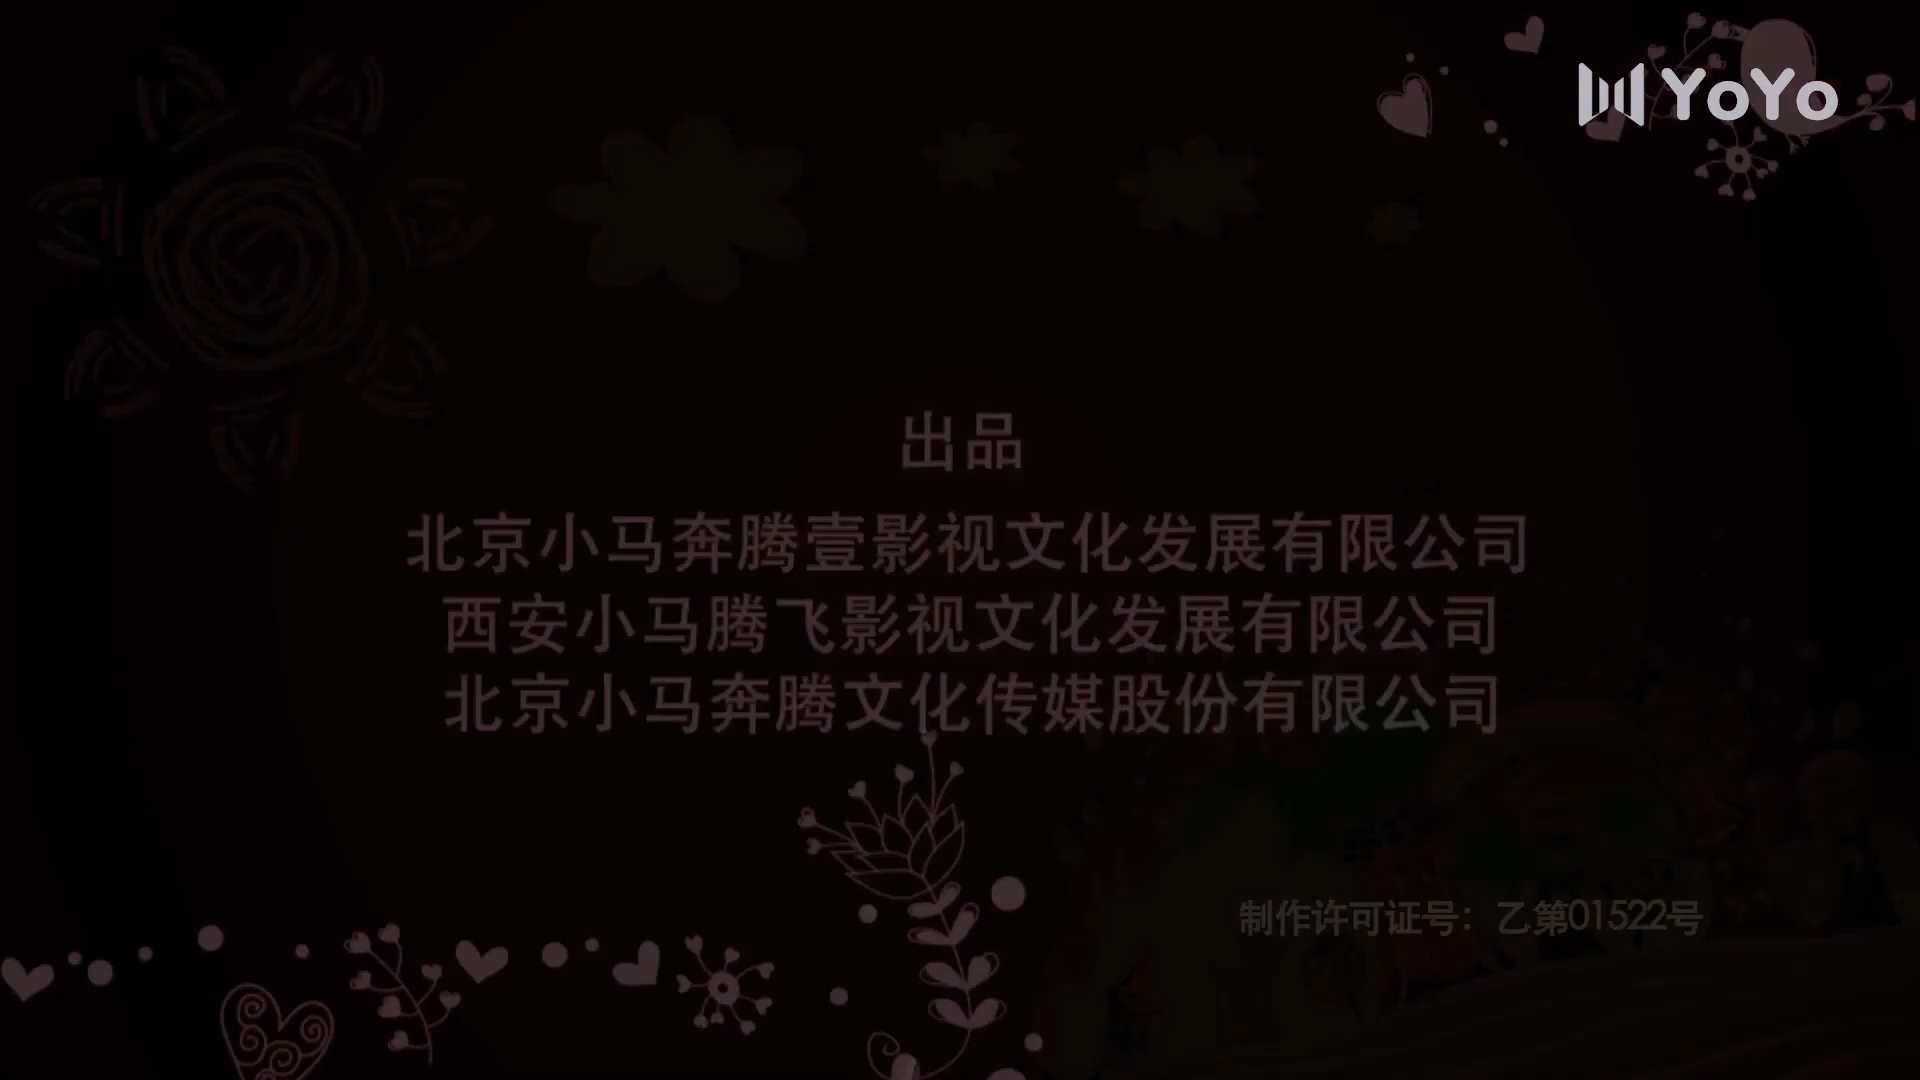 YoYo
出品
北京小马奔腾壹影视文化发展有限公司
西安小马腾飞影视文化发展有限公司
北京小马奔腾文化传媒股份有限公司
制作许可证号：乙第01522号